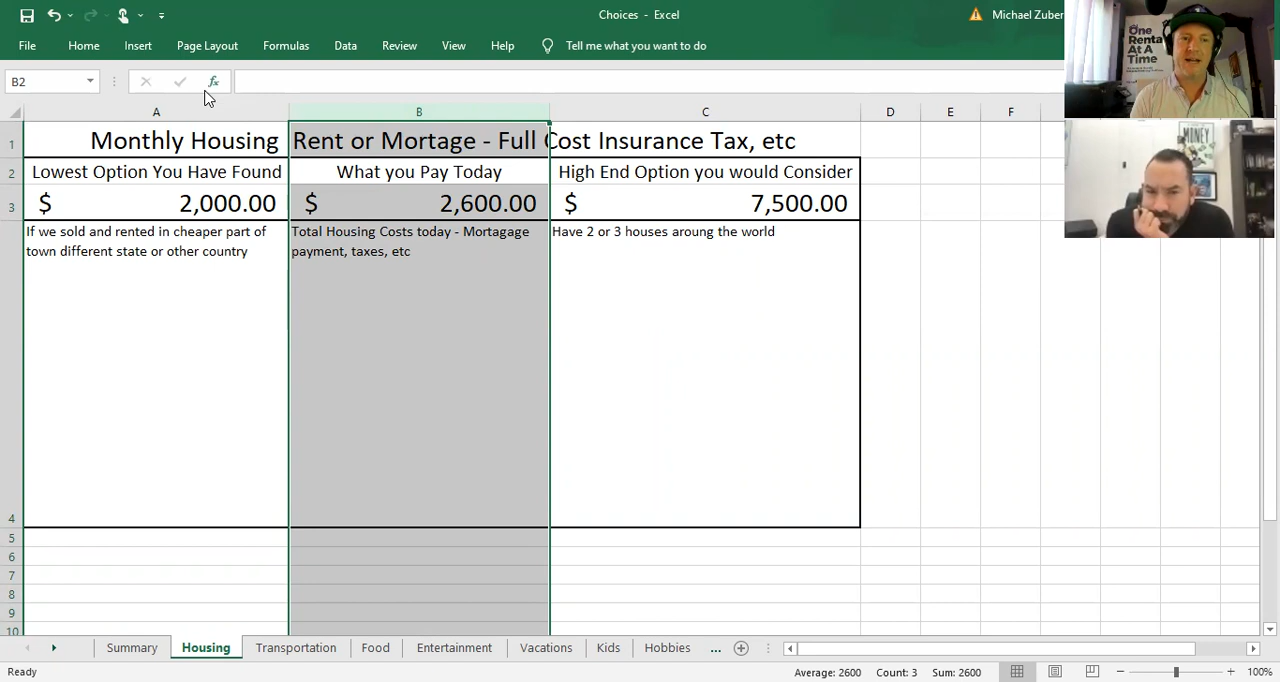 Choices - Excel
Michael Zuber
File Home Insert Page Layout Formulas Data Review View Help Tell me what you want to do
B2 fx
A B C D E F
1 Monthly Housing Rent or Mortage - Full Cost Insurance Tax, etc
2 Lowest Option You Have Found What you Pay Today High End Option you would Consider
3 $ 2,000.00 $ 2,600.00 $ 7,500.00
If we sold and rented in cheaper part of
town different state or other country
Total Housing Costs today - Mortagage
payment, taxes, etc
Have 2 or 3 houses aroung the world
4
5
6
7
8
9
10
Summary Housing Transportation Food Entertainment Vacations Kids Hobbies ...
Ready Average: 2600 Count: 3 Sum: 2600 100%
One
Renta
At A
Time
MONEY